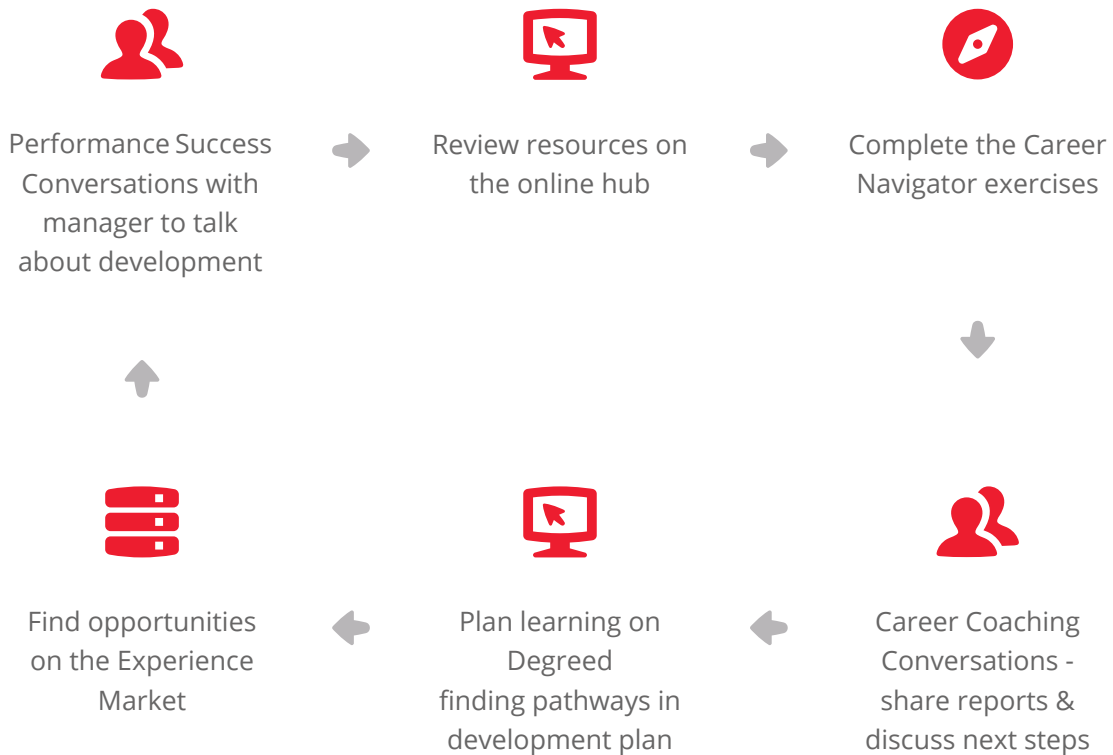 Performance Success
Conversations with
manager to talk
about development
Review resources on
the online hub
Complete the Career
Navigator exercises
Career Coaching
Conversations -
share reports &
discuss next steps
Plan learning on
Degreed
finding pathways in
development plan
Find opportunities
on the Experience
Market